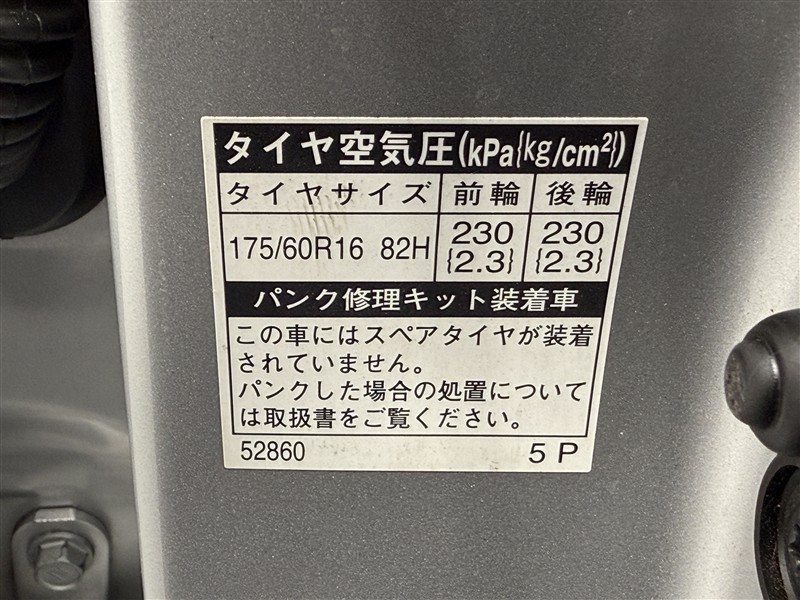 タイヤ空気圧(kPa{kg/cm²})
タイヤサイズ 前輪 後輪
175/60R16 82H 230 {2.3} 230 {2.3}
パンク修理キット装着車
この車にはスペアタイヤが装着
されていません。
パンクした場合の処置について
は取扱書をご覧ください。
52860 5P